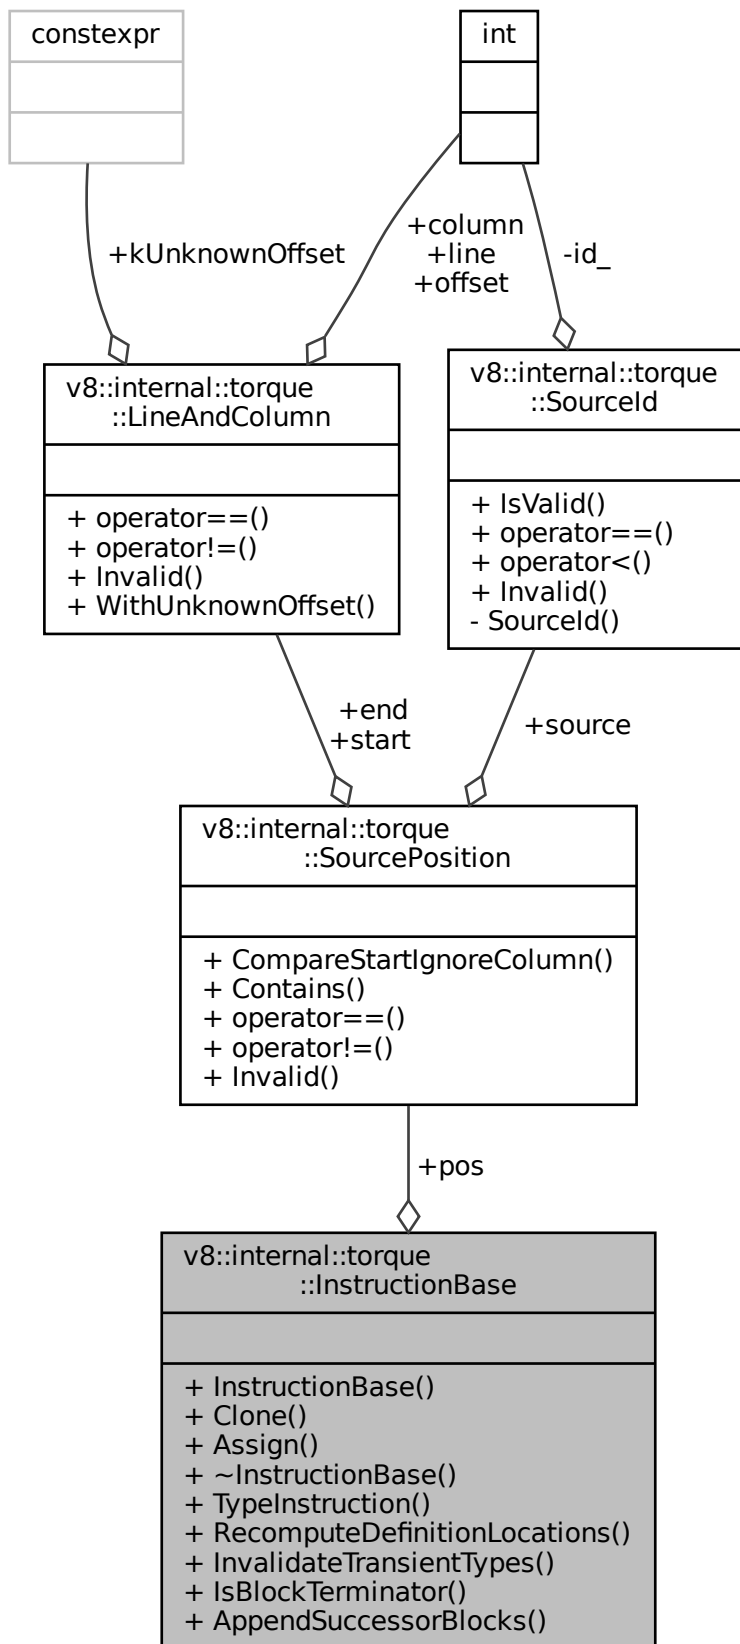 constexpr
int
+kUnknownOffset
+column
+line
+offset
-id_
v8::internal::torque
::LineAndColumn
+ operator==()
+ operator!=()
+ Invalid()
+ WithUnknownOffset()
v8::internal::torque
::SourceId
+ IsValid()
+ operator==()
+ operator<()
+ Invalid()
- SourceId()
+end
+start
+source
v8::internal::torque
::SourcePosition
+ CompareStartIgnoreColumn()
+ Contains()
+ operator==()
+ operator!=()
+ Invalid()
+pos
v8::internal::torque
::InstructionBase
+ InstructionBase()
+ Clone()
+ Assign()
+ ~InstructionBase()
+ TypeInstruction()
+ RecomputeDefinitionLocations()
+ InvalidateTransientTypes()
+ IsBlockTerminator()
+ AppendSuccessorBlocks()